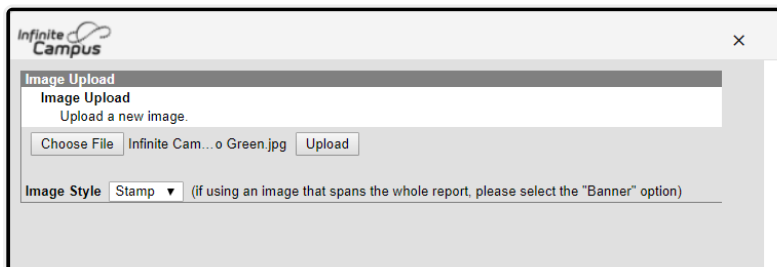 Infinite
Campus
×
Image Upload
Image Upload
Upload a new image.
Choose File Infinite Cam…o Green.jpg Upload
Image Style Stamp ▼ (if using an image that spans the whole report, please select the "Banner" option)